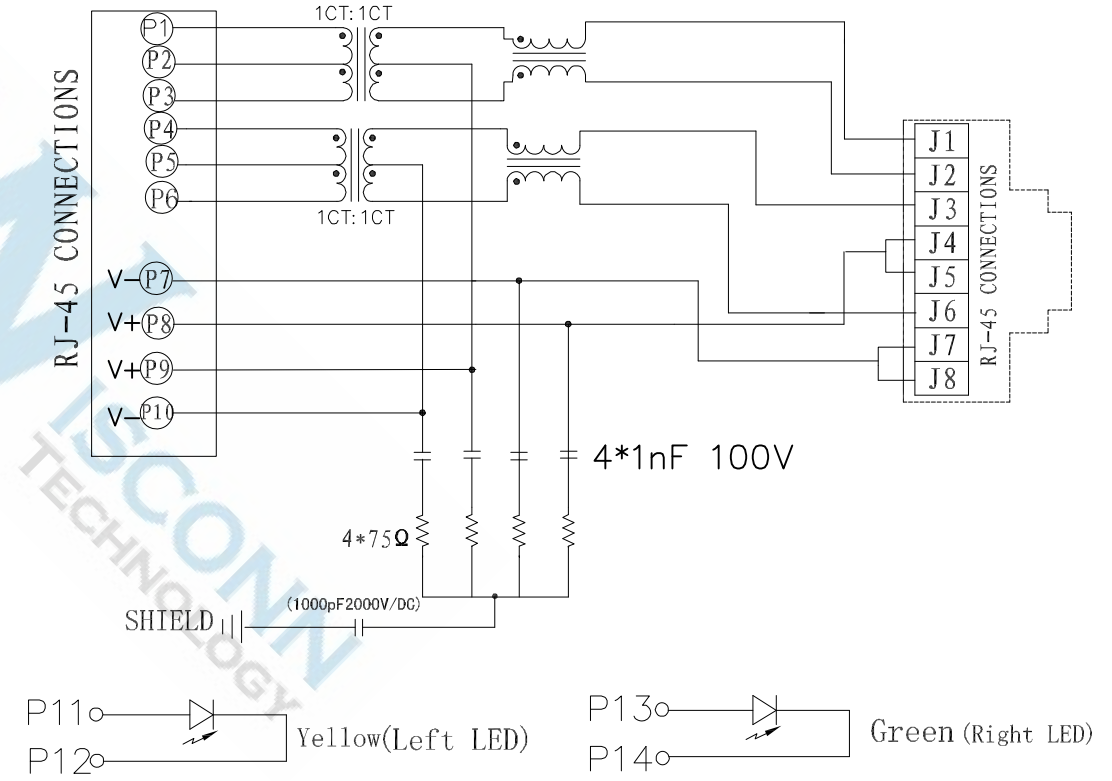 1CT:1CT
P1
P2
P3
P4
P5
P6
1CT:1CT
RJ-45 CONNECTIONS
V- P7
V+ P8
V+ P9
V- P10
J1
J2
J3
J4
J5
J6
J7
J8
RJ-45 CONNECTIONS
4*1nF 100V
4*75Ω
(1000pF2000V/DC)
SHIELD
P11
P12
Yellow(Left LED)
P13
P14
Green (Right LED)
WISCONN
TECHNOLOGY